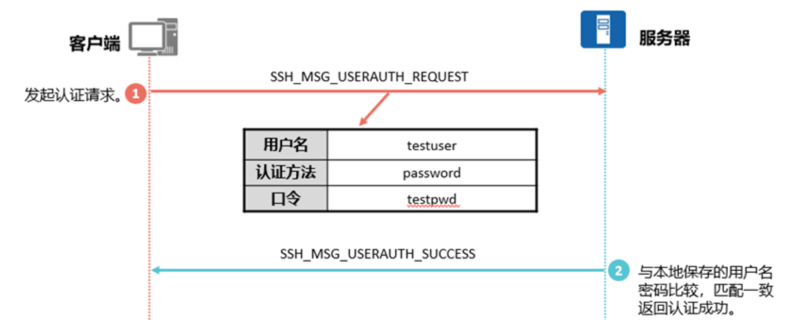 客户端
服务器
SSH_MSG_USERAUTH_REQUEST
发起认证请求。 1
用户名 testuser
认证方法 password
口令 testpwd
SSH_MSG_USERAUTH_SUCCESS
2 与本地保存的用户名
密码比较，匹配一致
返回认证成功。